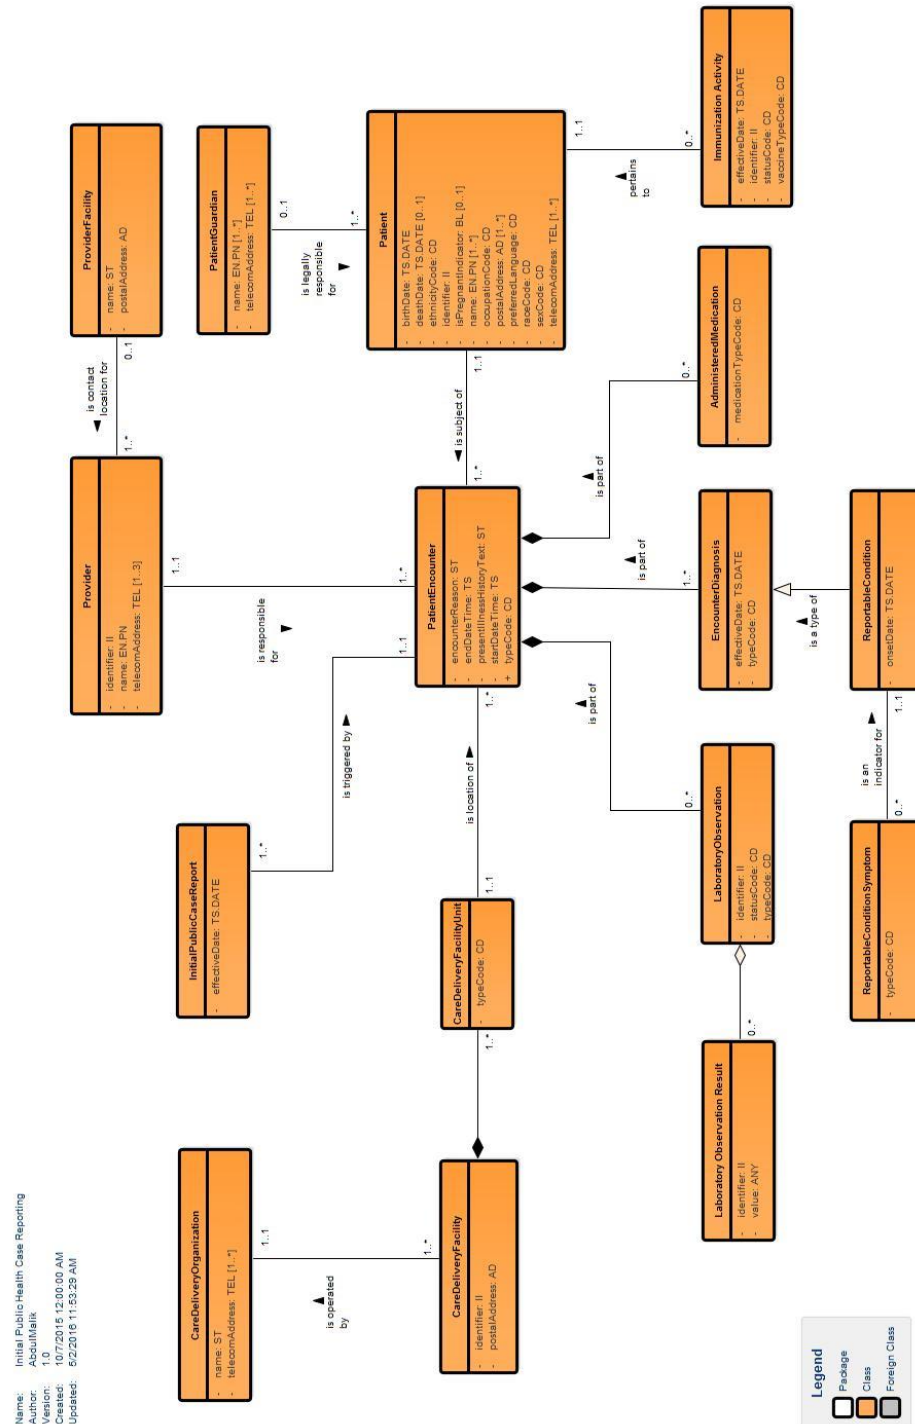 Name: Initial Public Health Case Reporting
Author: AbdulMalik
Version: 1.0
Created: 10/7/2015 12:00:00 AM
Updated: 5/2/2016 11:53:29 AM
CareDeliveryOrganization
- name: ST
- telecomAddress: TEL [1..*]
1..1
is operated
by
1..*
CareDeliveryFacility
- identifier: II
- postalAddress: AD
1..*
CareDeliveryFacilityUnit
- typeCode: CD
1..1
is location of
1..*
InitialPublicCaseReport
- effectiveDate: TS.DATE
1..*
is triggered by
1..1
Provider
- identifier: II
- name: EN.PN
- telecomAddress: TEL [1..3]
1..1
is responsible
for
1..*
1..*
is contact
location for
0..1
ProviderFacility
- name: ST
- postalAddress: AD
PatientGuardian
- name: EN.PN [1..*]
- telecomAddress: TEL [1..*]
0..1
is legally
responsible
for
1..*
Patient
- birthDate: TS.DATE
- deathDate: TS.DATE [0..1]
- ethnicityCode: CD
- identifier: II
- isPregnantIndicator: BL [0..1]
- name: EN.PN [1..*]
- occupationCode: CD
- postalAddress: AD [1..*]
- preferredLanguage: CD
- raceCode: CD
- sexCode: CD
- telecomAddress: TEL [1..*]
1..1
is subject of
1..*
PatientEncounter
- encounterReason: ST
- endDateTime: TS
- presentIllnessHistoryText: ST
- startDateTime: TS
+ typeCode: CD
1..1
pertains
to
0..*
Immunization Activity
- effectiveDate: TS.DATE
- identifier: II
- statusCode: CD
- vaccineTypeCode: CD
is part of
0..*
AdministeredMedication
- medicationTypeCode: CD
is part of
1..*
EncounterDiagnosis
- effectiveDate: TS.DATE
- typeCode: CD
is a type of
ReportableCondition
- onsetDate: TS.DATE
1..1
is an
indicator for
0..*
ReportableConditionSymptom
- typeCode: CD
is part of
0..*
LaboratoryObservation
- identifier: II
- statusCode: CD
- typeCode: CD
0..*
Laboratory Observation Result
- identifier: II
- value: ANY
Legend
Package
Class
Foreign Class